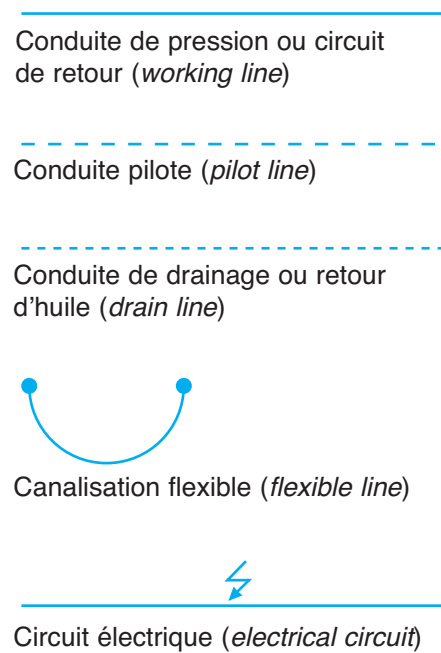 Conduite de pression ou circuit
de retour (working line)
Conduite pilote (pilot line)
Conduite de drainage ou retour
d'huile (drain line)
Canalisation flexible (flexible line)
Circuit électrique (electrical circuit)